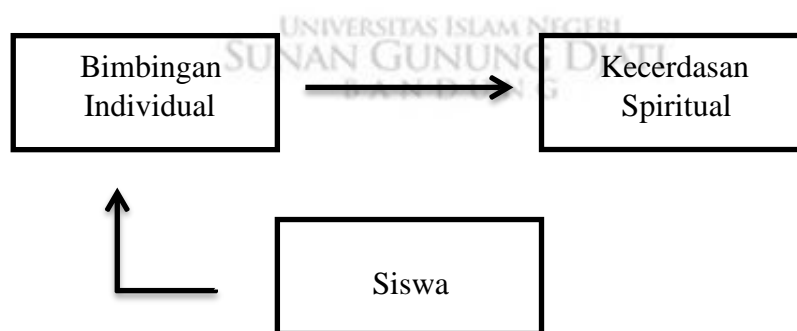 UNIVERSITAS ISLAM NEGERI
SUNAN GUNUNG DJATI
BANDUNG
Bimbingan
Individual
Kecerdasan
Spiritual
Siswa